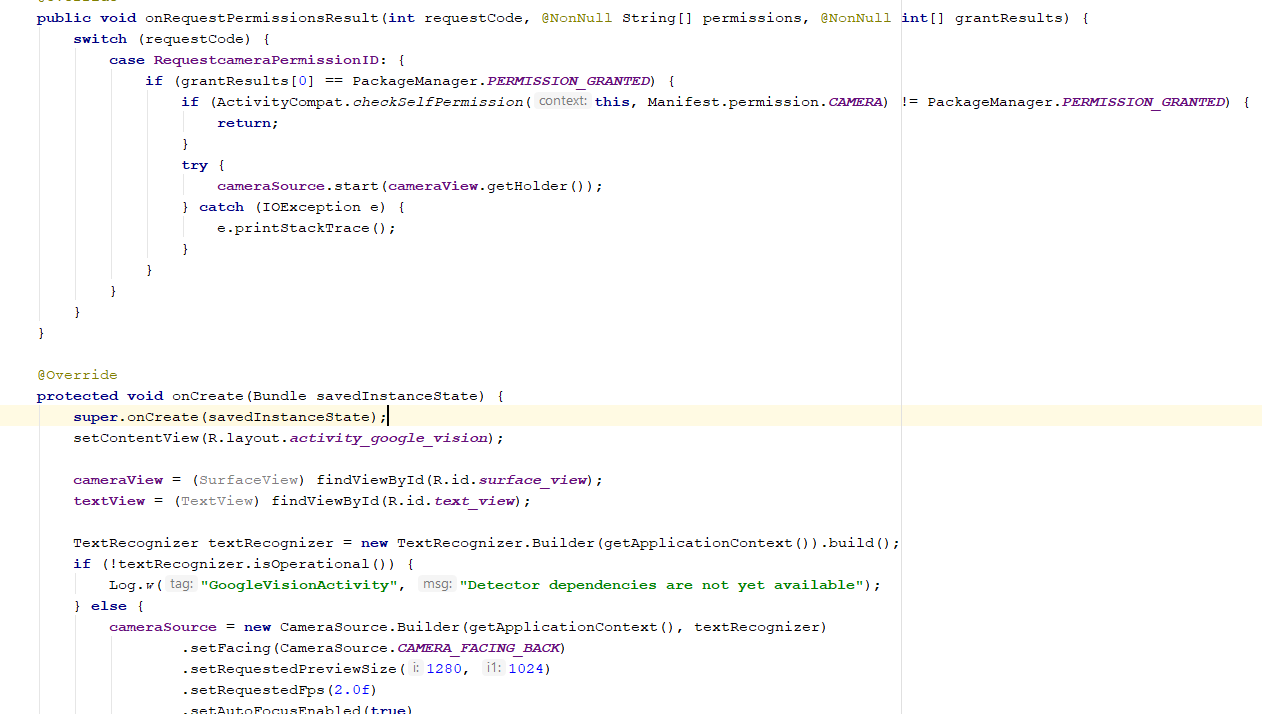 @Override
public void onRequestPermissionsResult(int requestCode, @NonNull String[] permissions, @NonNull int[] grantResults) {
    switch (requestCode) {
        case RequestcameraPermissionID: {
            if (grantResults[0] == PackageManager.PERMISSION_GRANTED) {
                if (ActivityCompat.checkSelfPermission( context: this, Manifest.permission.CAMERA) != PackageManager.PERMISSION_GRANTED) {
                    return;
                }
                try {
                    cameraSource.start(cameraView.getHolder());
                } catch (IOException e) {
                    e.printStackTrace();
                }
            }
        }
    }
}
@Override
protected void onCreate(Bundle savedInstanceState) {
    super.onCreate(savedInstanceState);
    setContentView(R.layout.activity_google_vision);
    cameraView = (SurfaceView) findViewById(R.id.surface_view);
    textView = (TextView) findViewById(R.id.text_view);
    TextRecognizer textRecognizer = new TextRecognizer.Builder(getApplicationContext()).build();
    if (!textRecognizer.isOperational()) {
        Log.w( tag: "GoogleVisionActivity", msg: "Detector dependencies are not yet available");
    } else {
        cameraSource = new CameraSource.Builder(getApplicationContext(), textRecognizer)
                .setFacing(CameraSource.CAMERA_FACING_BACK)
                .setRequestedPreviewSize( i: 1280, i1: 1024)
                .setRequestedFps(2.0f)
                .setAutoFocusEnabled(true)